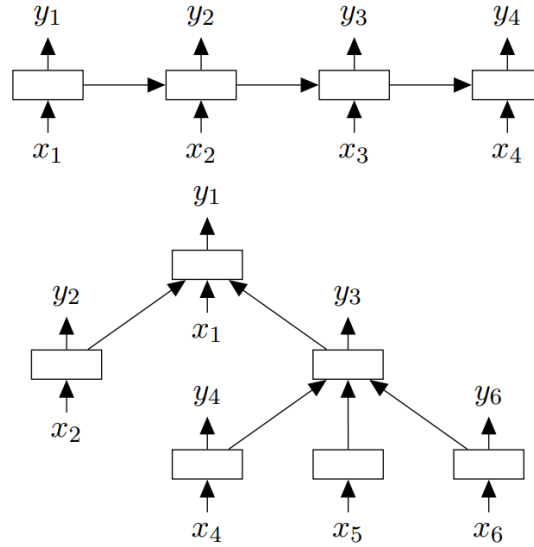 y₁ y₂ y₃ y₄
x₁ x₂ x₃ x₄
y₁
y₂ x₁ y₃
x₂ y₄ y₆
x₄ x₅ x₆